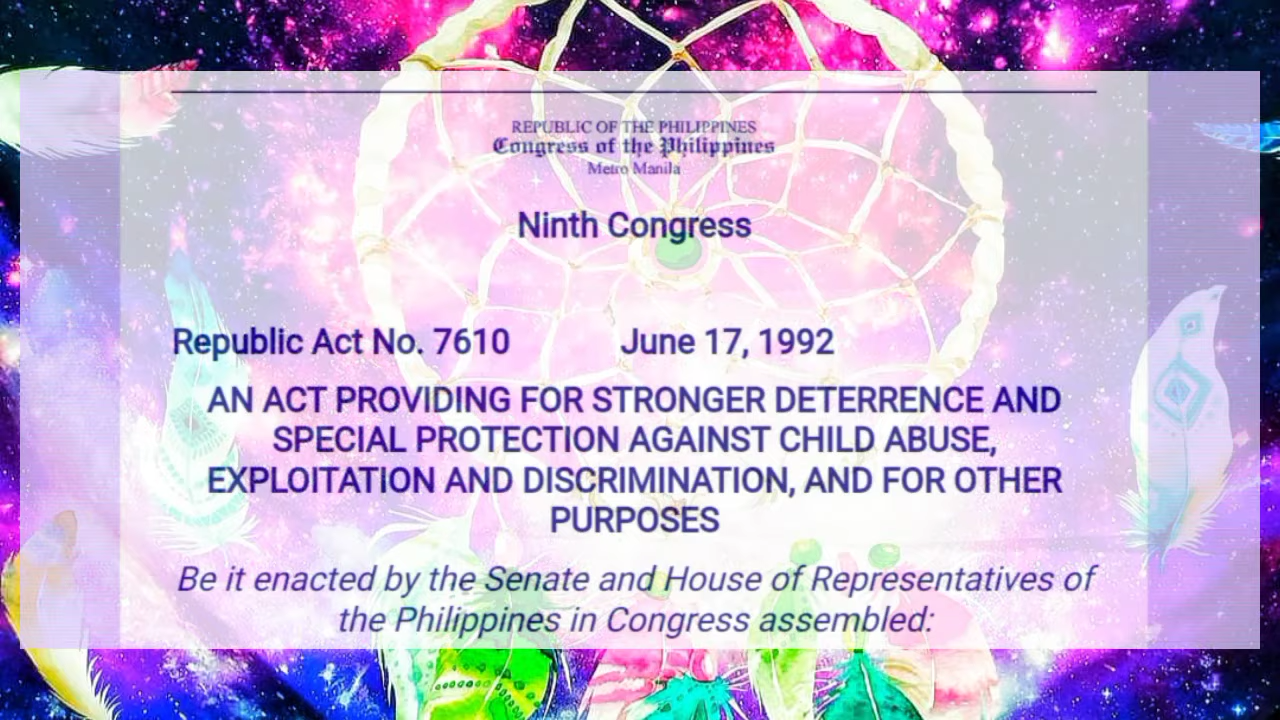 REPUBLIC OF THE PHILIPPINES
Congress of the Philippines
Metro Manila
Ninth Congress
Republic Act No. 7610 June 17, 1992
AN ACT PROVIDING FOR STRONGER DETERRENCE AND
SPECIAL PROTECTION AGAINST CHILD ABUSE,
EXPLOITATION AND DISCRIMINATION, AND FOR OTHER
PURPOSES
Be it enacted by the Senate and House of Representatives of
the Philippines in Congress assembled: